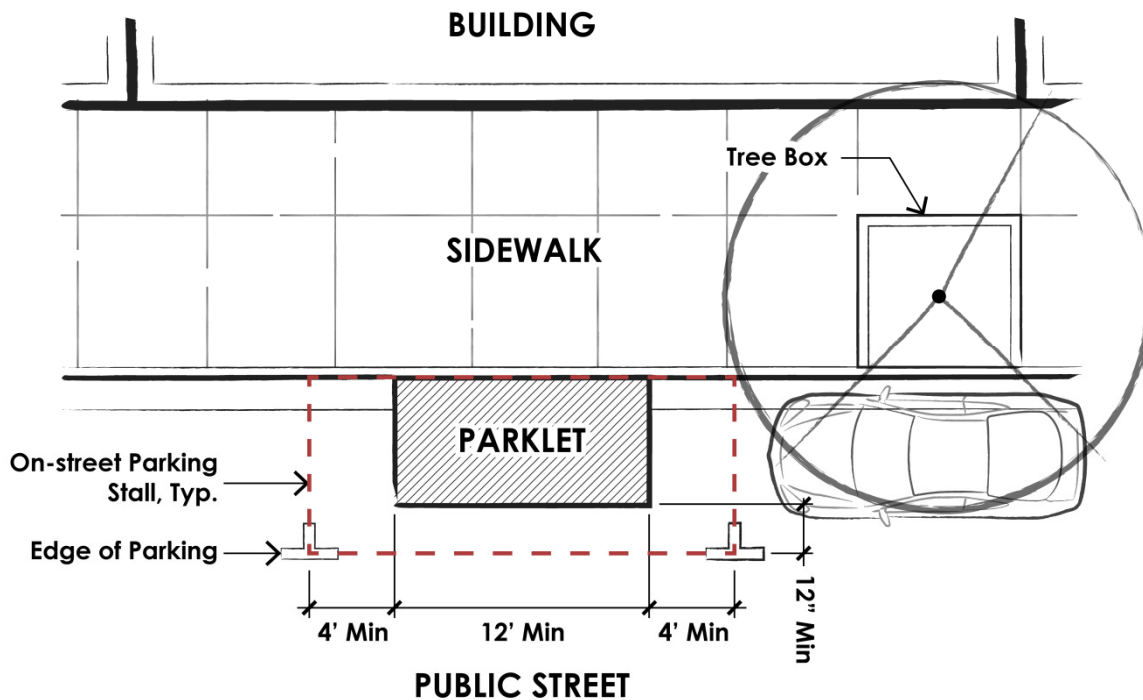 BUILDING
Tree Box
SIDEWALK
PARKLET
On-street Parking
Stall, Typ.
Edge of Parking
4’ Min
12’ Min
4’ Min
12” Min
PUBLIC STREET